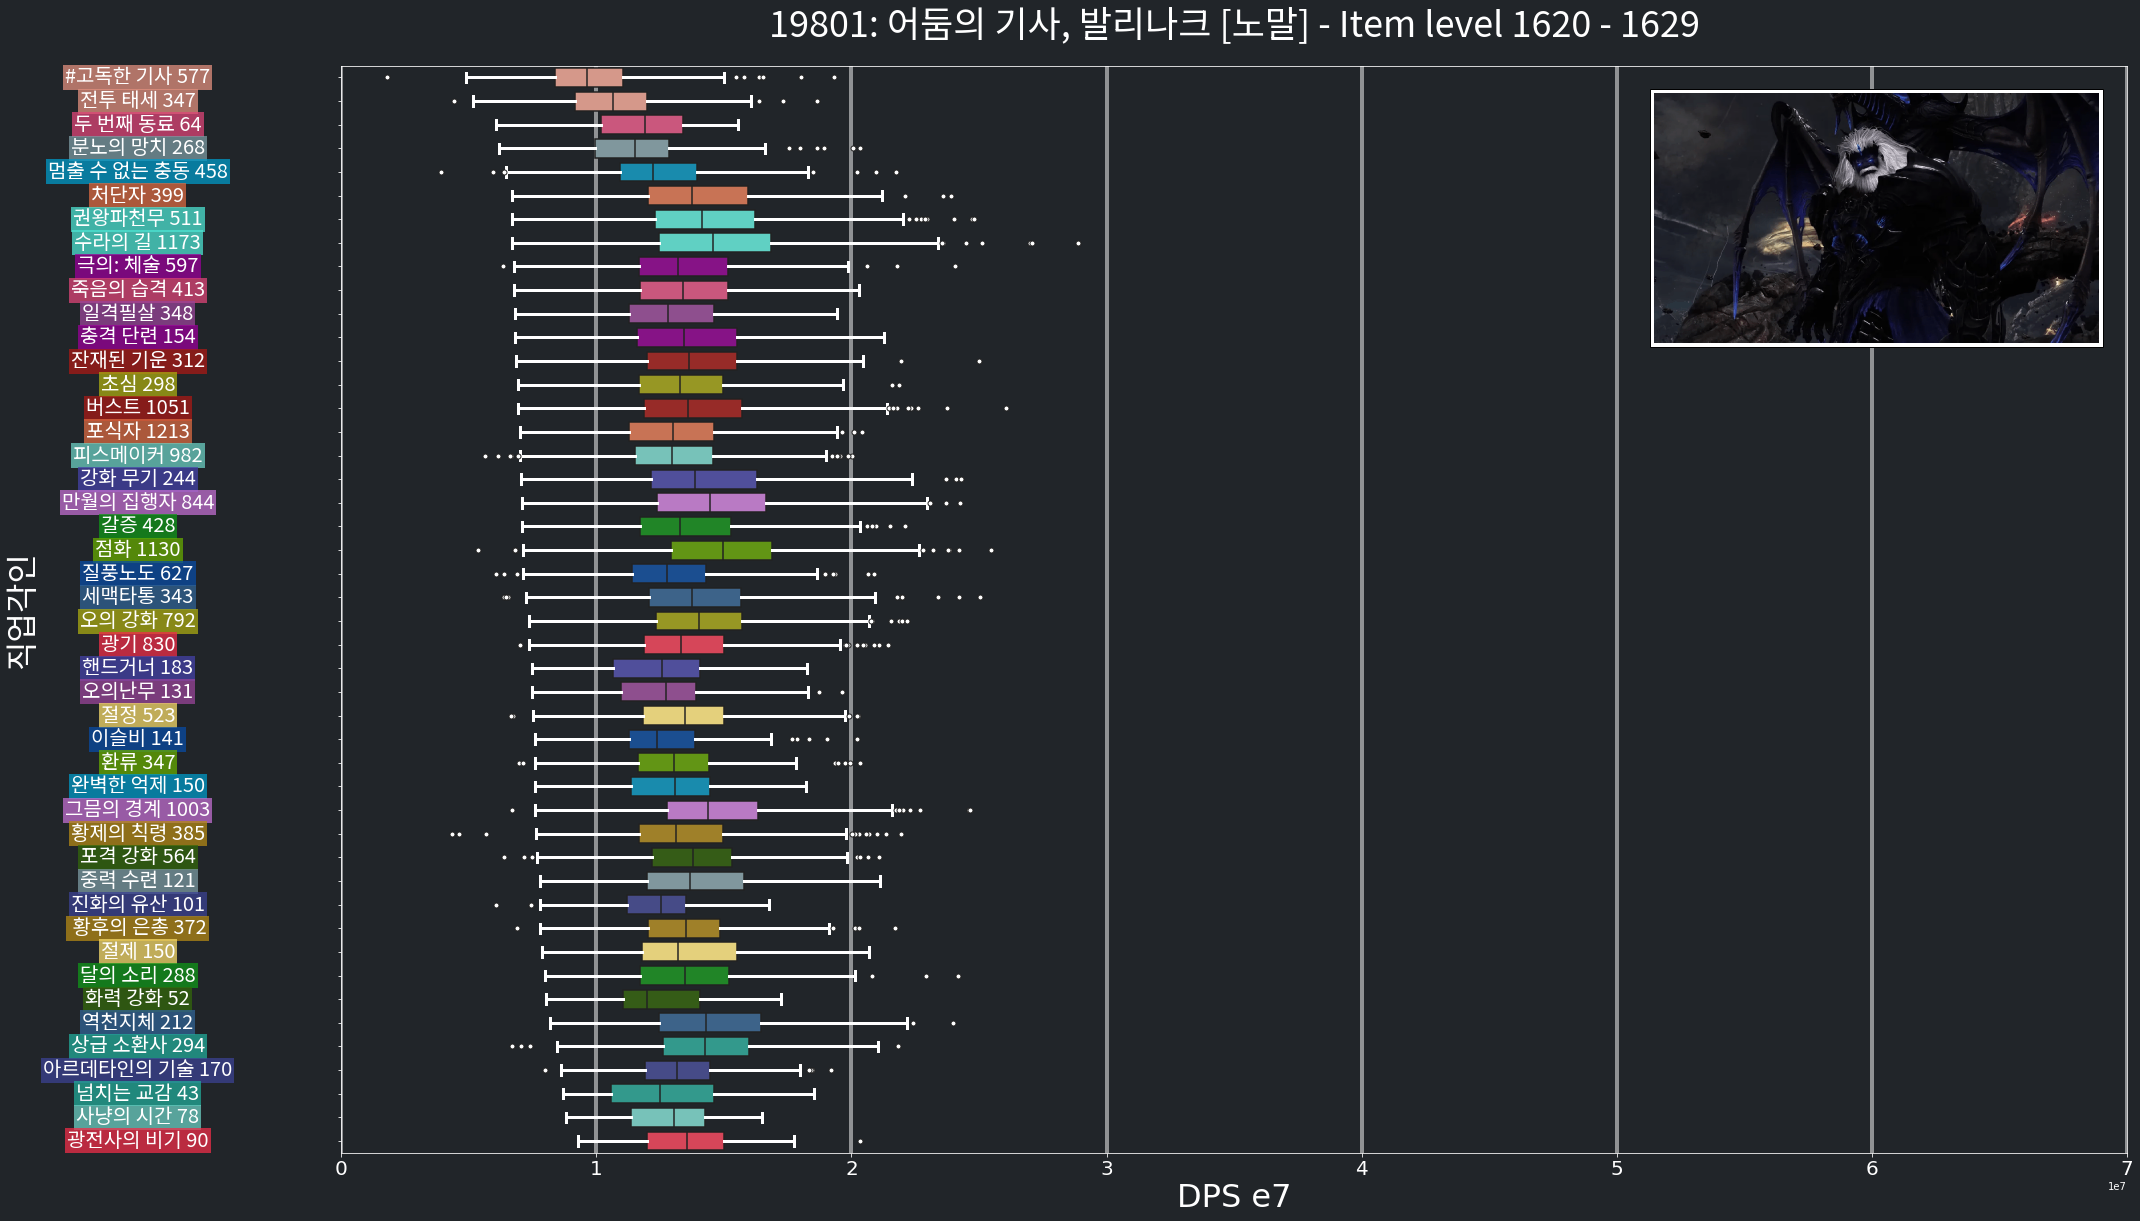 19801: 어둠의 기사, 발리나크 [노말] - Item level 1620 - 1629
#고독한 기사 577
전투 태세 347
두 번째 동료 64
분노의 망치 268
멈출 수 없는 충동 458
처단자 399
권왕파천무 511
수라의 길 1173
극의: 체술 597
죽음의 습격 413
일격필살 348
충격 단련 154
잔재된 기운 312
초심 298
버스트 1051
포식자 1213
피스메이커 982
강화 무기 244
만월의 집행자 844
갈증 428
점화 1130
질풍노도 627
세맥타통 343
오의 강화 792
광기 830
핸드거너 183
오의난무 131
절정 523
이슬비 141
환류 347
완벽한 억제 150
그믐의 경계 1003
황제의 칙령 385
포격 강화 564
중력 수련 121
진화의 유산 101
황후의 은총 372
절제 150
달의 소리 288
화력 강화 52
역천지체 212
상급 소환사 294
아르데타인의 기술 170
넘치는 교감 43
사냥의 시간 78
광전사의 비기 90
직업각인
0 1 2 3 4 5 6 7
1e7
DPS e7